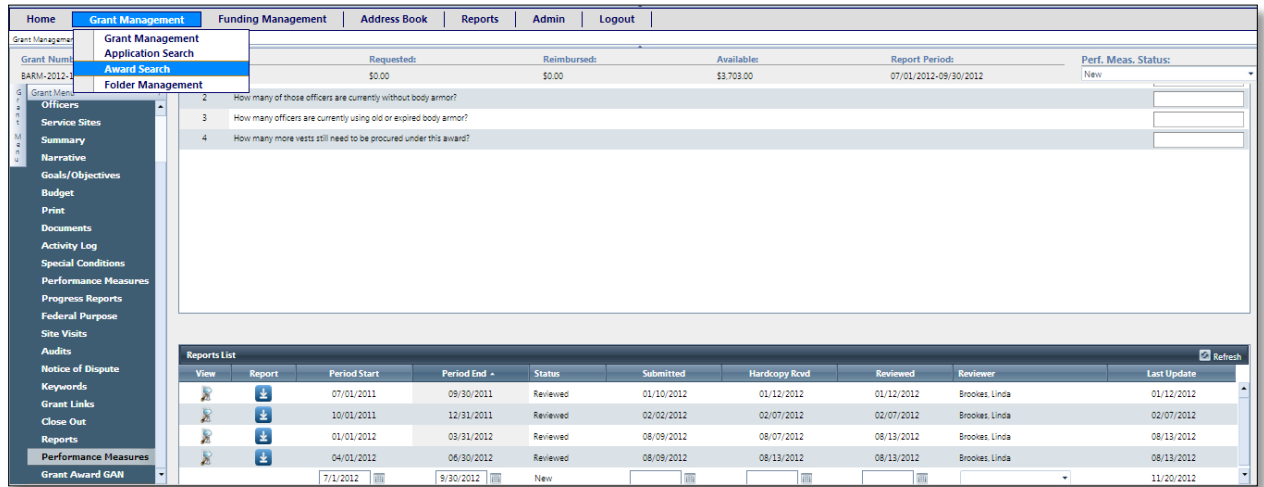 Home Grant Management Funding Management Address Book Reports Admin Logout
Grant Management
Application Search
Award Search
Folder Management
Requested: Reimbursed: Available: Report Period: Perf. Meas. Status:
BARM-2012-1 $0.00 $0.00 $3,703.00 07/01/2012-09/30/2012 New
Grant Menu
Grant Menu
2 How many of those officers are currently without body armor?
3 How many officers are currently using old or expired body armor?
4 How many more vests still need to be procured under this award?
Officers
Service Sites
Summary
Narrative
Goals/Objectives
Budget
Print
Documents
Activity Log
Special Conditions
Performance Measures
Progress Reports
Federal Purpose
Site Visits
Audits
Notice of Dispute
Keywords
Grant Links
Close Out
Reports
Performance Measures
Grant Award GAN
Reports List Refresh
View Report Period Start Period End Status Submitted Hardcopy Rcvd Reviewed Reviewer Last Update
07/01/2011 09/30/2011 Reviewed 01/10/2012 01/12/2012 01/12/2012 Brookes, Linda 01/12/2012
10/01/2011 12/31/2011 Reviewed 02/02/2012 02/07/2012 02/07/2012 Brookes, Linda 02/07/2012
01/01/2012 03/31/2012 Reviewed 08/09/2012 08/07/2012 08/13/2012 Brookes, Linda 08/13/2012
04/01/2012 06/30/2012 Reviewed 08/09/2012 08/13/2012 08/13/2012 Brookes, Linda 08/13/2012
7/1/2012 9/30/2012 New 11/20/2012